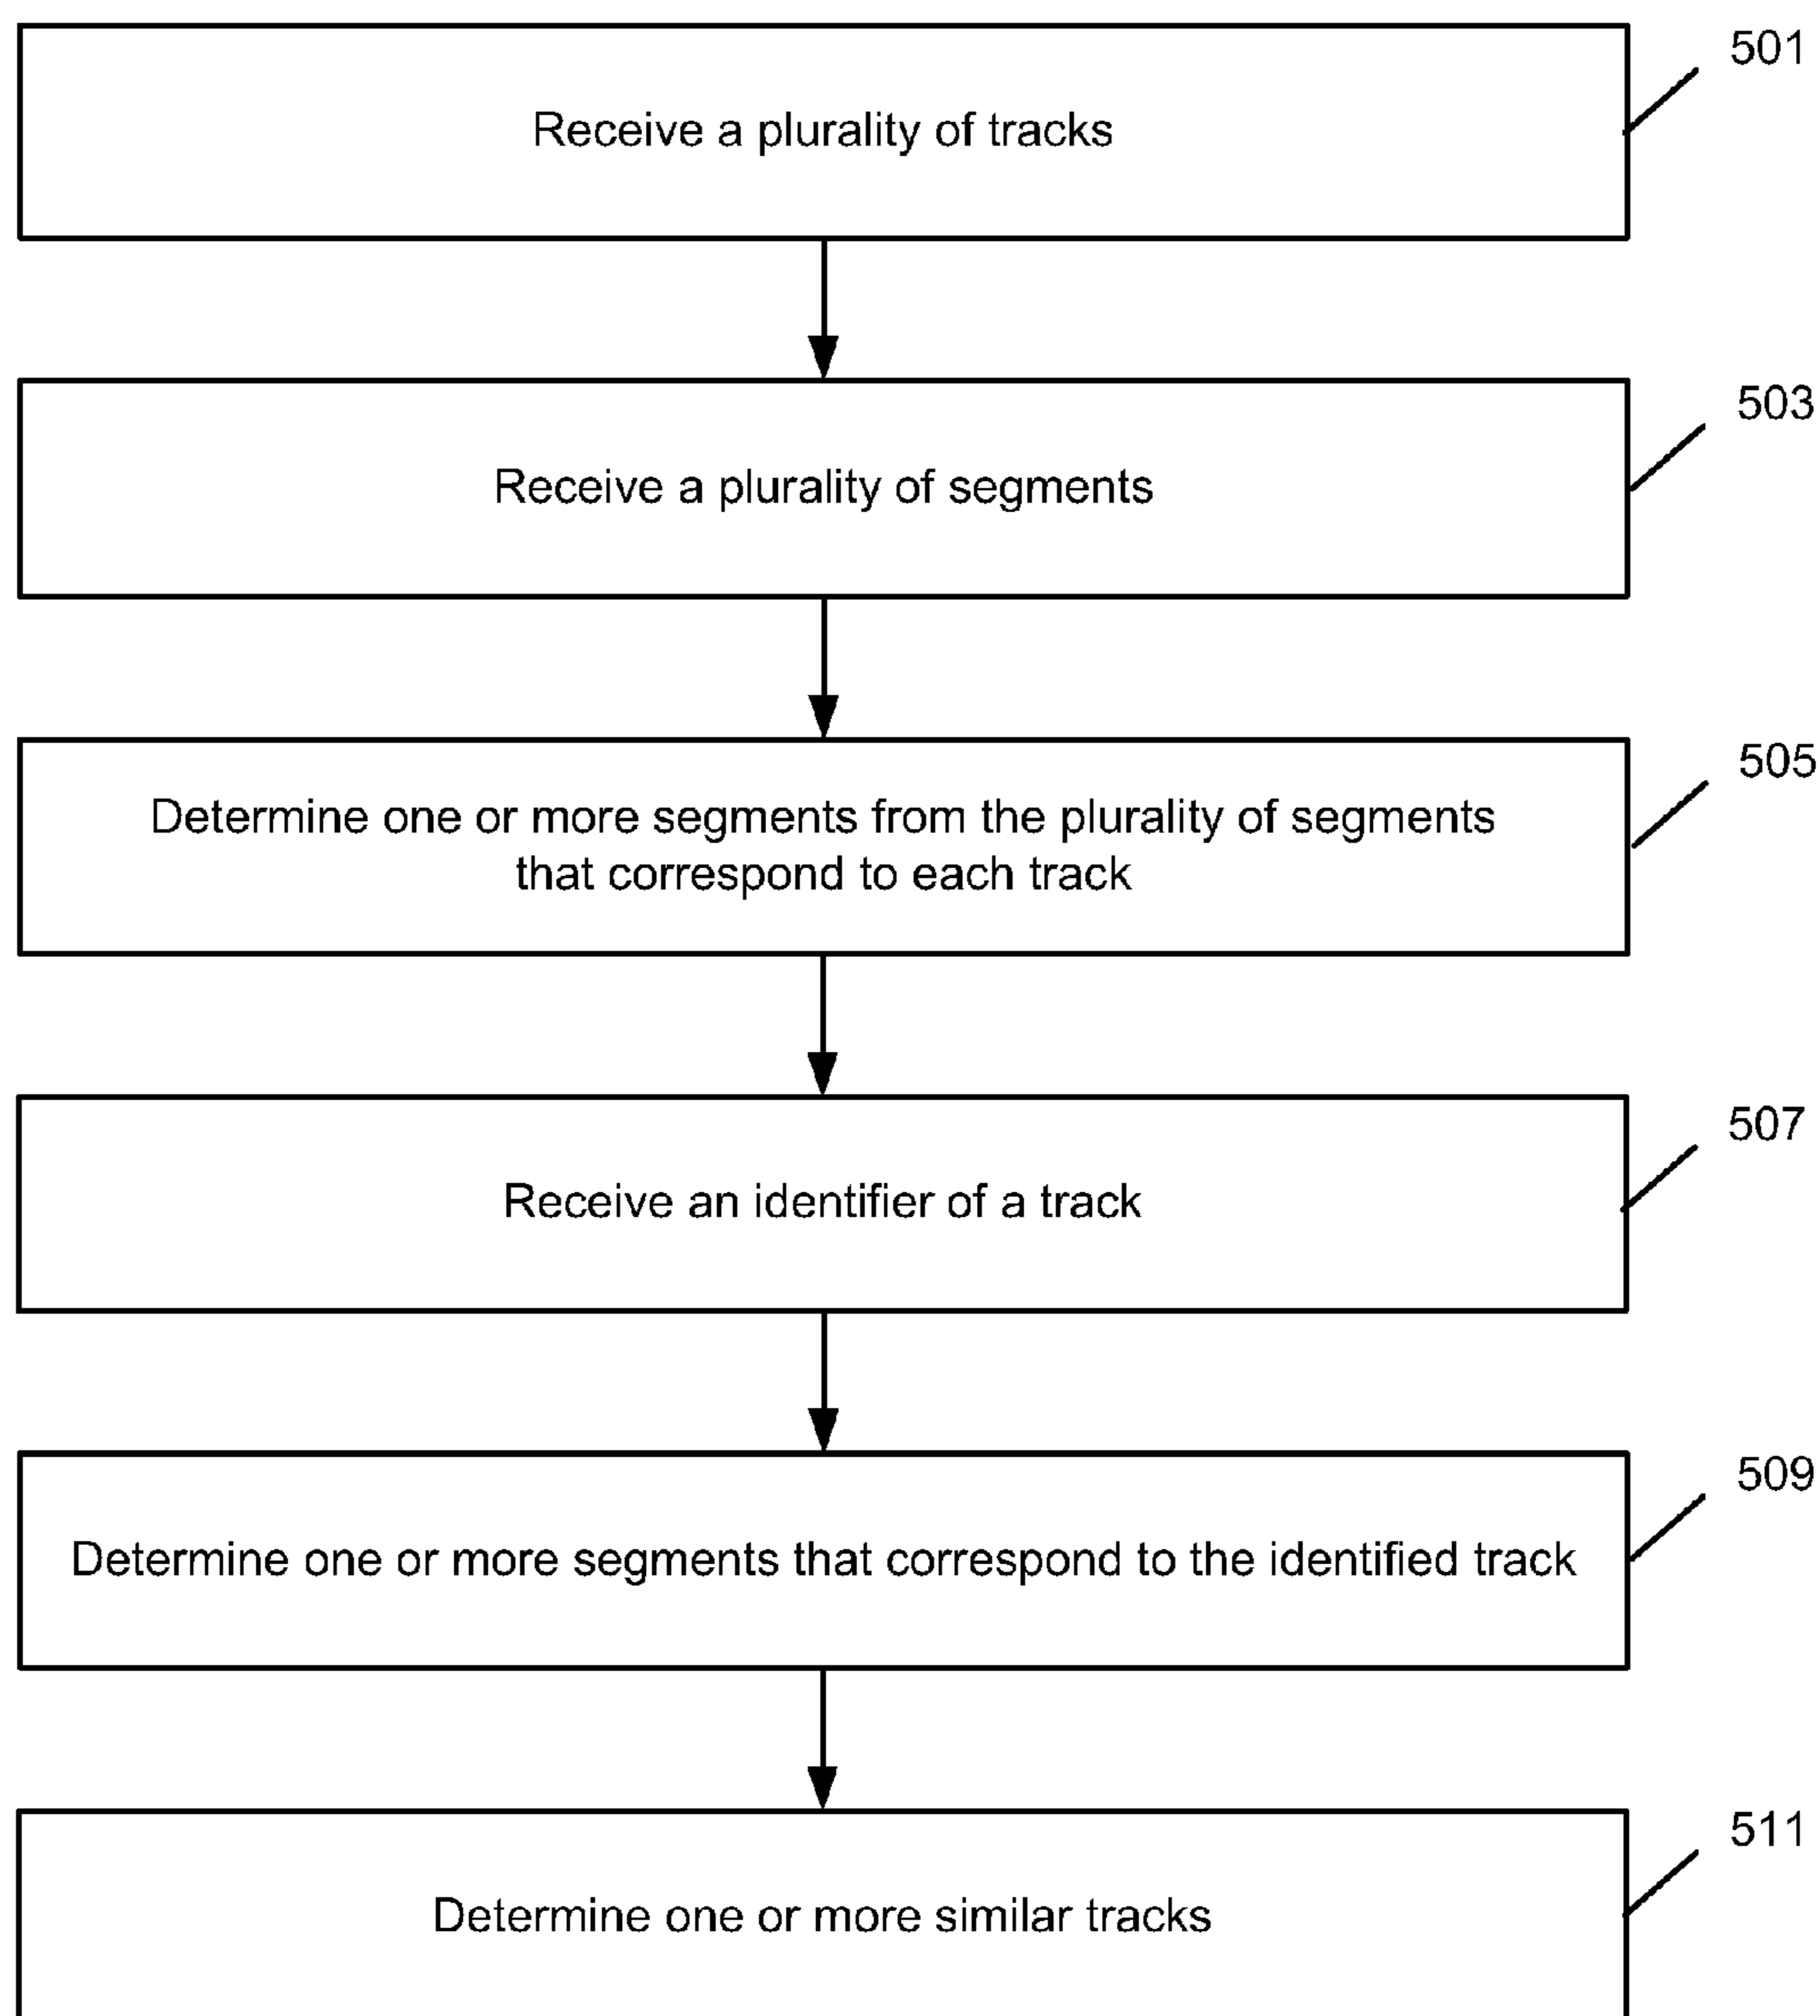 501
Receive a plurality of tracks
503
Receive a plurality of segments
505
Determine one or more segments from the plurality of segments
that correspond to each track
507
Receive an identifier of a track
509
Determine one or more segments that correspond to the identified track
511
Determine one or more similar tracks